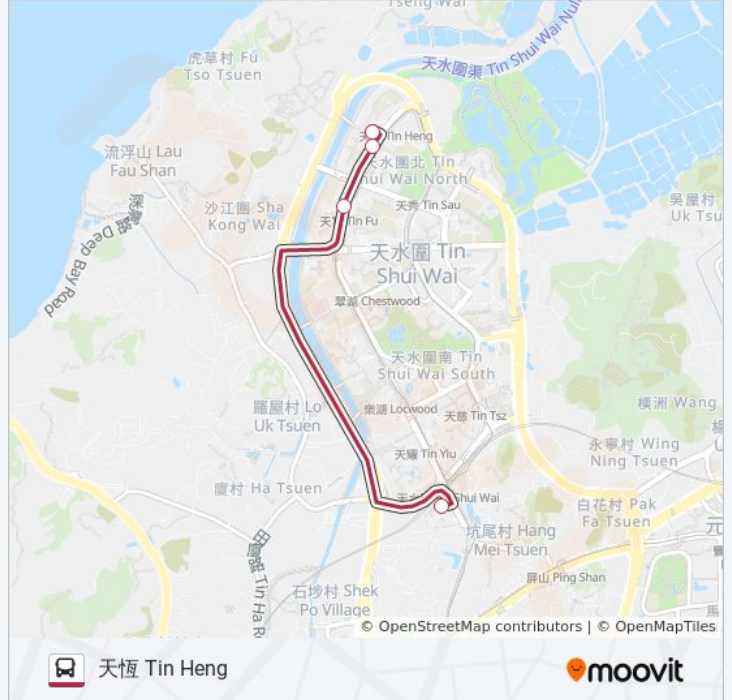 Tseng Wai
虎草村 Fu
Tso Tsuen
天水圍渠 Tin Shui Wai Nul
流浮山 Lau
Fau Shan
Tin Heng
天水圍北 Tin
Shui Wai North
深灣路 Deep Bay Road
沙江圍 Sha
Kong Wai
天秀 Tin Sau
吳屋村
Uk Tsu
Tin Fu
天水圍 Tin
Shui Wai
翠湖 Chestwood
天水圍南 Tin
Shui Wai South
羅屋村 Lo
Uk Tsuen
樂湖 Locwood
天慈 Tin Tsz
橫洲 Wang
天耀 Tin Yiu
永寧村 Wing
Ning Tsuen
廈村 Ha Tsuen
Shui Wai
白花村 Pak
Fa Tsuen
元
坑尾村 Hang
Mei Tsuen
田廈路 Tin Ha R
屏山 Ping Shan
石埗村 Shek
Po Village
馬
© OpenStreetMap contributors | © OpenMapTiles
天恆 Tin Heng
moovit